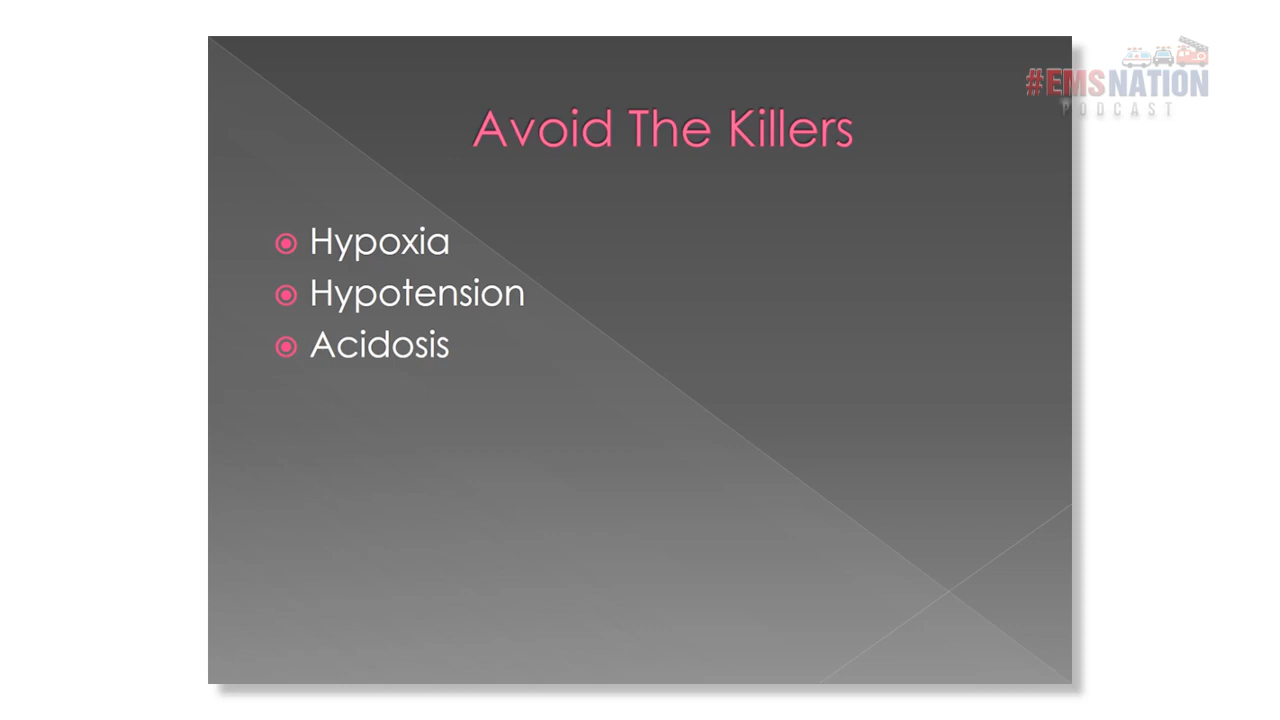 #EMSNATION
PODCAST
Avoid The Killers
Hypoxia
Hypotension
Acidosis